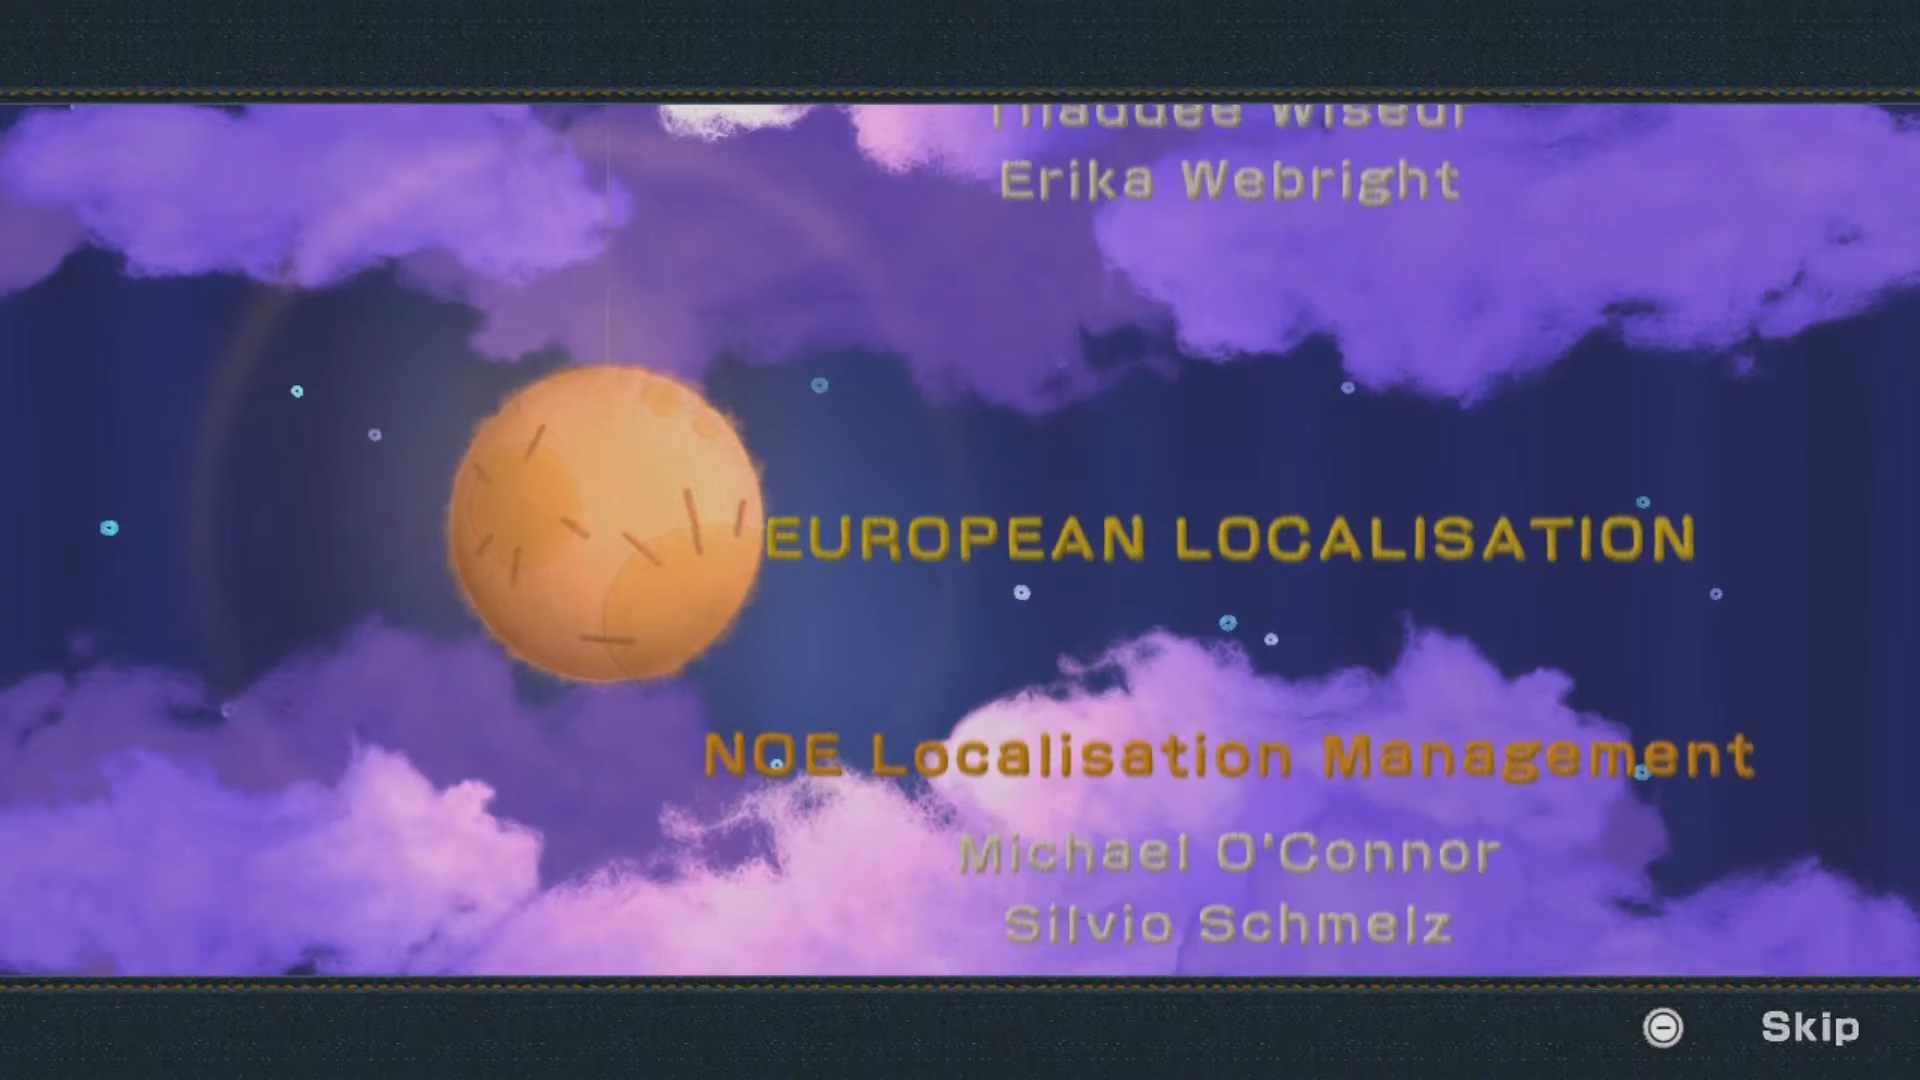 Erika Webright
EUROPEAN LOCALISATION
NOE Localisation Management
Michael O'Connor
Silvio Schmelz
Skip